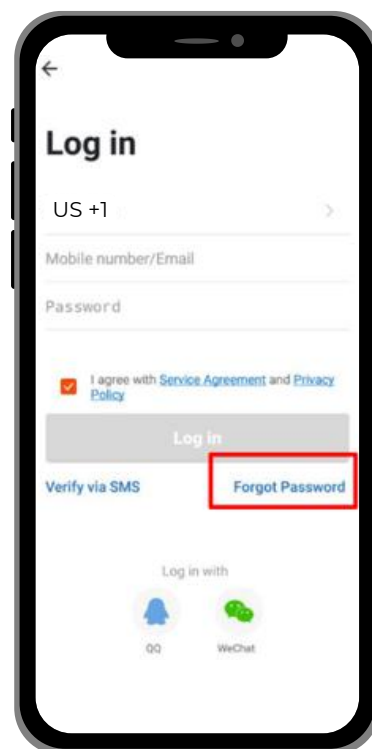 Log in
US +1
Mobile number/Email
Password
I agree with Service Agreement and Privacy
Policy
Log in
Verify via SMS Forgot Password
Log in with
QQ WeChat